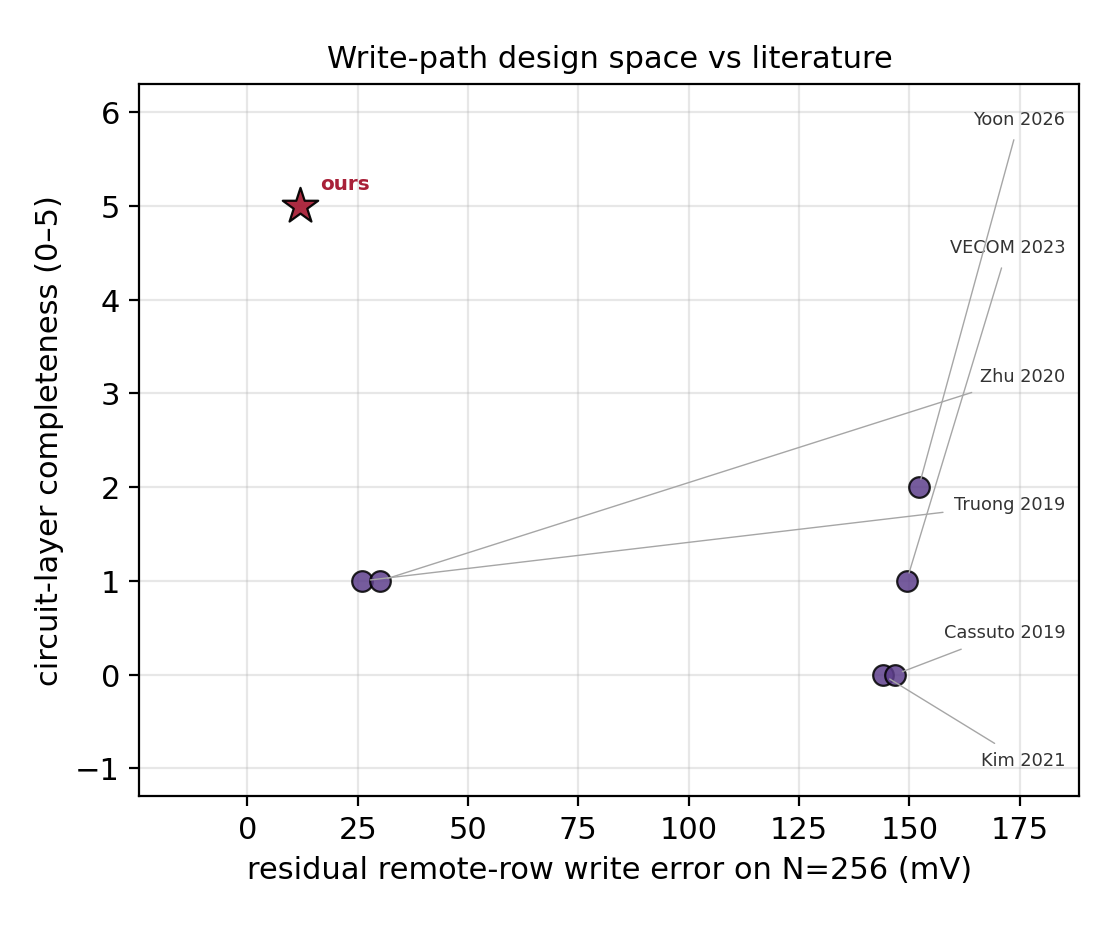 Write-path design space vs literature
circuit-layer completeness (0–5)
6
5
4
3
2
1
0
−1
ours
Yoon 2026
VECOM 2023
Zhu 2020
Truong 2019
Cassuto 2019
Kim 2021
0 25 50 75 100 125 150 175
residual remote-row write error on N=256 (mV)